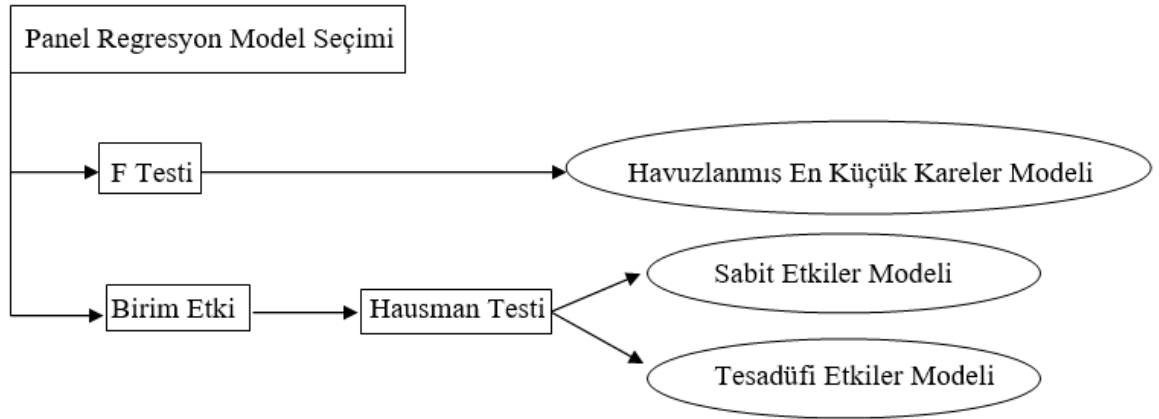 Panel Regresyon Model Seçimi
F Testi
Havuzlanmıs En Küçük Kareler Modeli
Sabit Etkiler Modeli
Birim Etki
Hausman Testi
Tesadüfi Etkiler Modeli